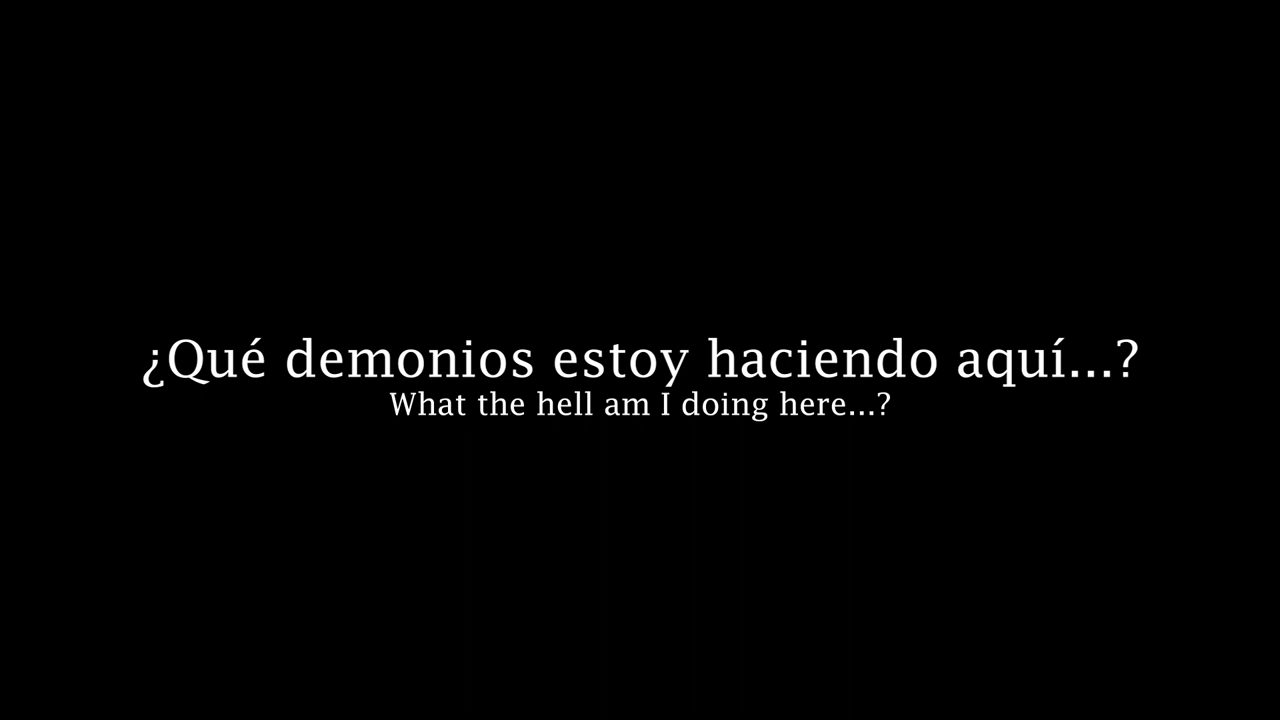 ¿Qué demonios estoy haciendo aquí...?
What the hell am I doing here...?